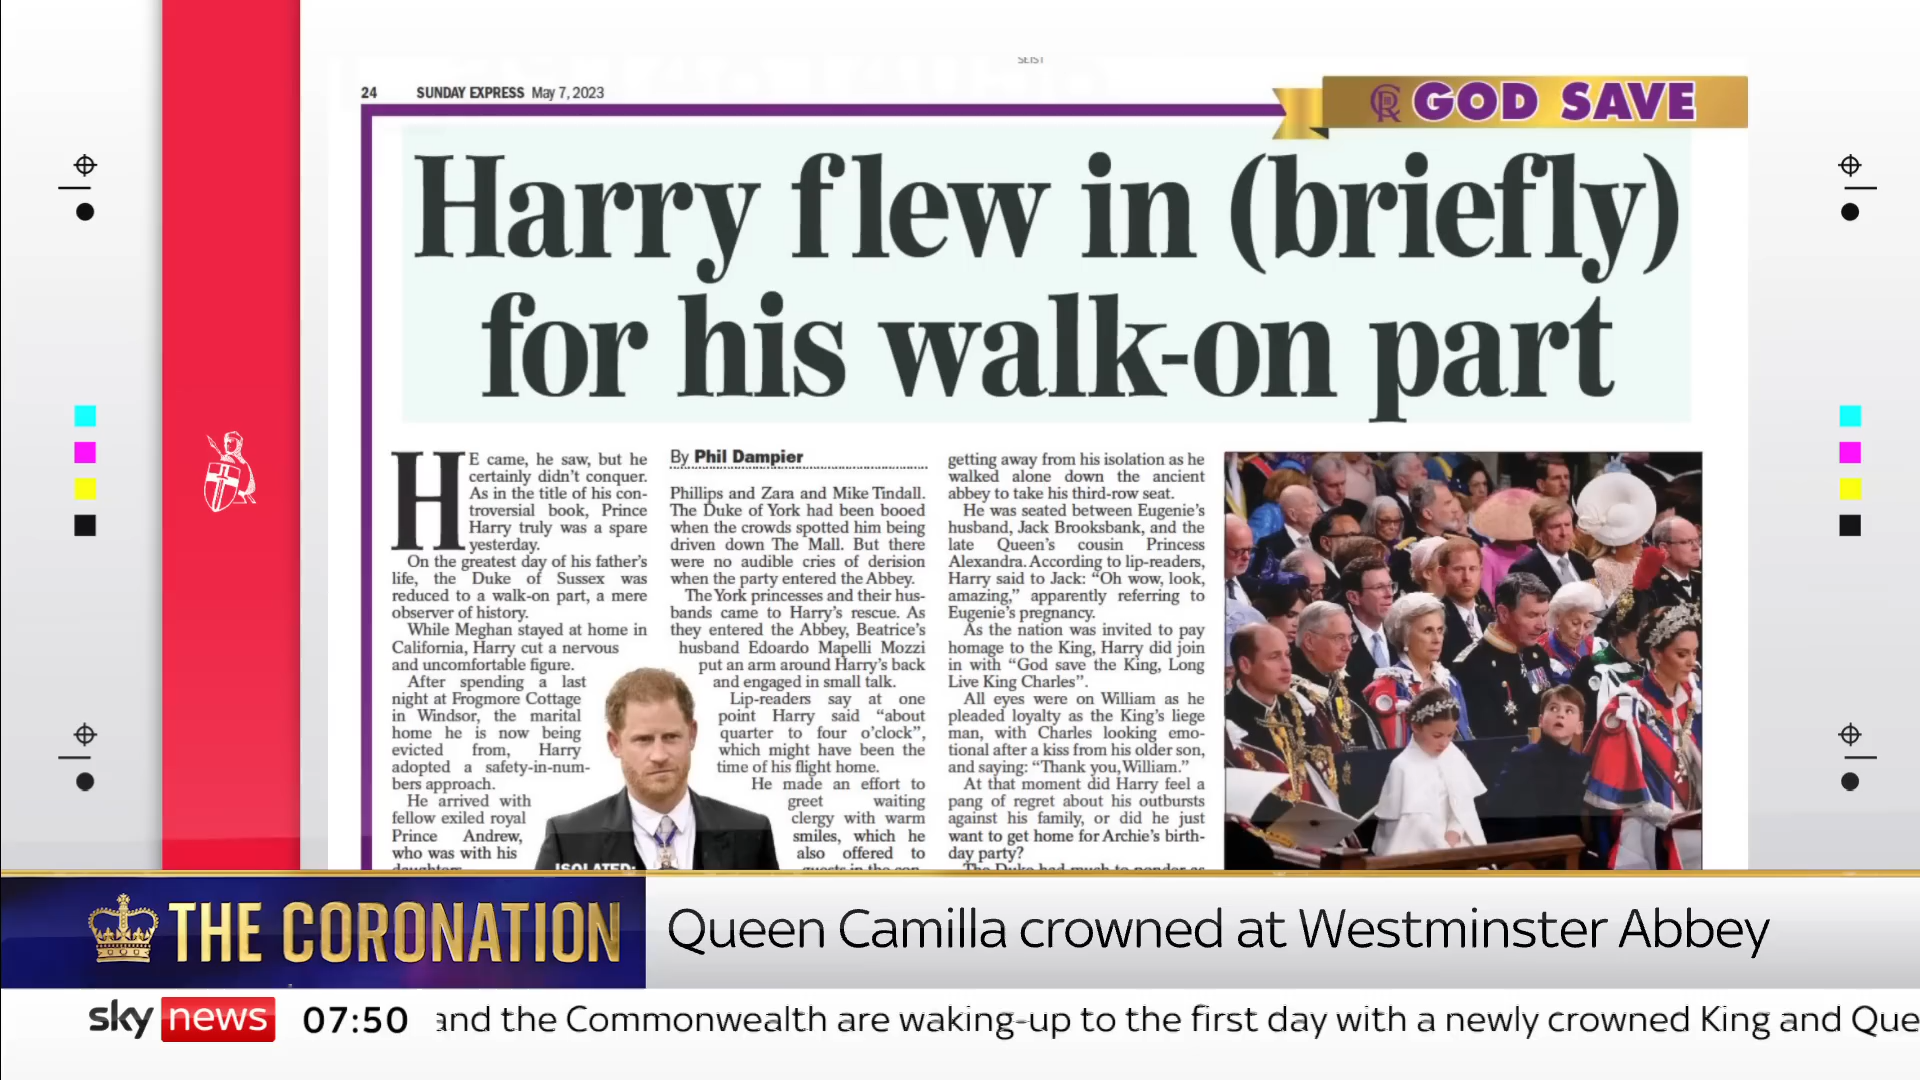 24 SUNDAY EXPRESS May 7, 2023
GOD SAVE
Harry flew in (briefly)
for his walk-on part
HE came, he saw, but he
certainly didn't conquer.
As in the title of his con-
troversial book, Prince
Harry truly was a spare
yesterday.
On the greatest day of his father's
life, the Duke of Sussex was
reduced to a walk-on part, a mere
observer of history.
While Meghan stayed at home in
California, Harry cut a nervous
and uncomfortable figure.
After spending a last
night at Frogmore Cottage
in Windsor, the marital
home he is now being
evicted from, Harry
adopted a safety-in-num-
bers approach.
He arrived with
fellow exiled royal
Prince Andrew,
who was with his
daughters
ISOLATED:
By Phil Dampier
Phillips and Zara and Mike Tindall.
The Duke of York had been booed
when the crowds spotted him being
driven down The Mall. But there
were no audible cries of derision
when the party entered the Abbey.
The York princesses and their hus-
bands came to Harry's rescue. As
they entered the Abbey, Beatrice's
husband Edoardo Mapelli Mozzi
put an arm around Harry's back
and engaged in small talk.
Lip-readers say at one
point Harry said "about
quarter to four o'clock",
which might have been the
time of his flight home.
He made an effort to
greet waiting
clergy with warm
smiles, which he
also offered to
guests in the con-
getting away from his isolation as he
walked alone down the ancient
abbey to take his third-row seat.
He was seated between Eugenie's
husband, Jack Brooksbank, and the
late Queen's cousin Princess
Alexandra. According to lip-readers,
Harry said to Jack: "Oh wow, look,
amazing," apparently referring to
Eugenie's pregnancy.
As the nation was invited to pay
homage to the King, Harry did join
in with "God save the King, Long
Live King Charles".
All eyes were on William as he
pleaded loyalty as the King's liege
man, with Charles looking emo-
tional after a kiss from his older son,
and saying: "Thank you, William."
At that moment did Harry feel a
pang of regret about his outbursts
against his family, or did he just
want to get home for Archie's birth-
day party?
The Duke had much to ponder as
THE CORONATION
Queen Camilla crowned at Westminster Abbey
sky news 07:50 and the Commonwealth are waking-up to the first day with a newly crowned King and Que